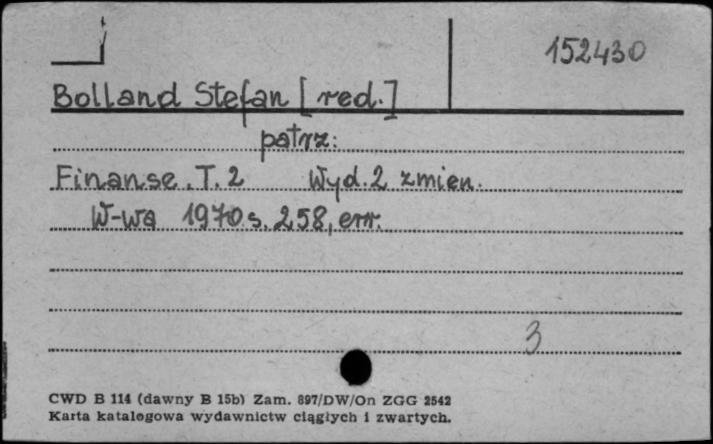 152430
Bolland Stefan [red.]
patrz:
Finanse. T. 2 Wyd. 2 zmien.
W-wa 1970 s. 258, err.
3
CWD B 114 (dawny B 15b) Zam. 897/DW/On ZGG 2542
Karta katalogowa wydawnictw ciągłych i zwartych.